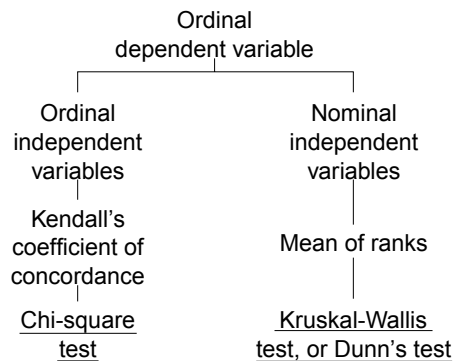 Ordinal
dependent variable
Ordinal
independent
variables
Nominal
independent
variables
Kendall's
coefficient of
concordance
Mean of ranks
Chi-square
test
Kruskal-Wallis
test, or Dunn's test